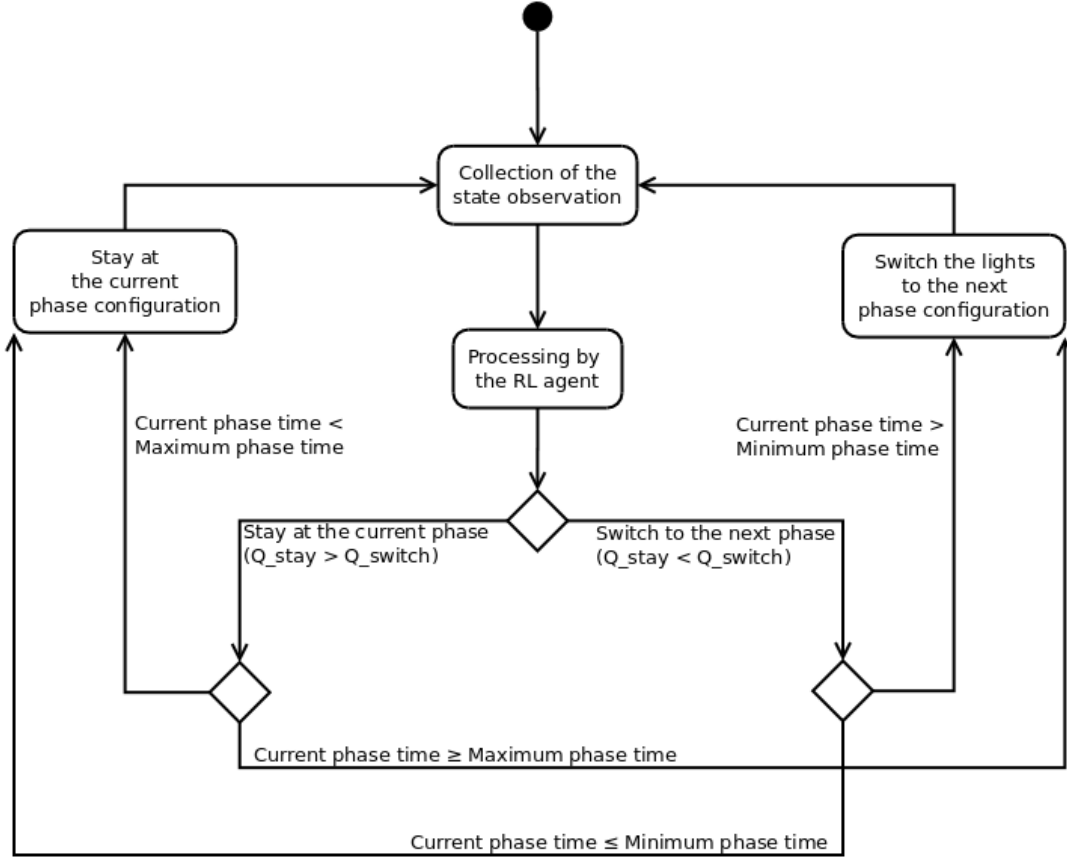 Collection of the
state observation
Stay at
the current
phase configuration
Switch the lights
to the next
phase configuration
Processing by
the RL agent
Current phase time <
Maximum phase time
Current phase time >
Minimum phase time
Stay at the current phase
(Q_stay > Q_switch)
Switch to the next phase
(Q_stay < Q_switch)
Current phase time ≥ Maximum phase time
Current phase time ≤ Minimum phase time